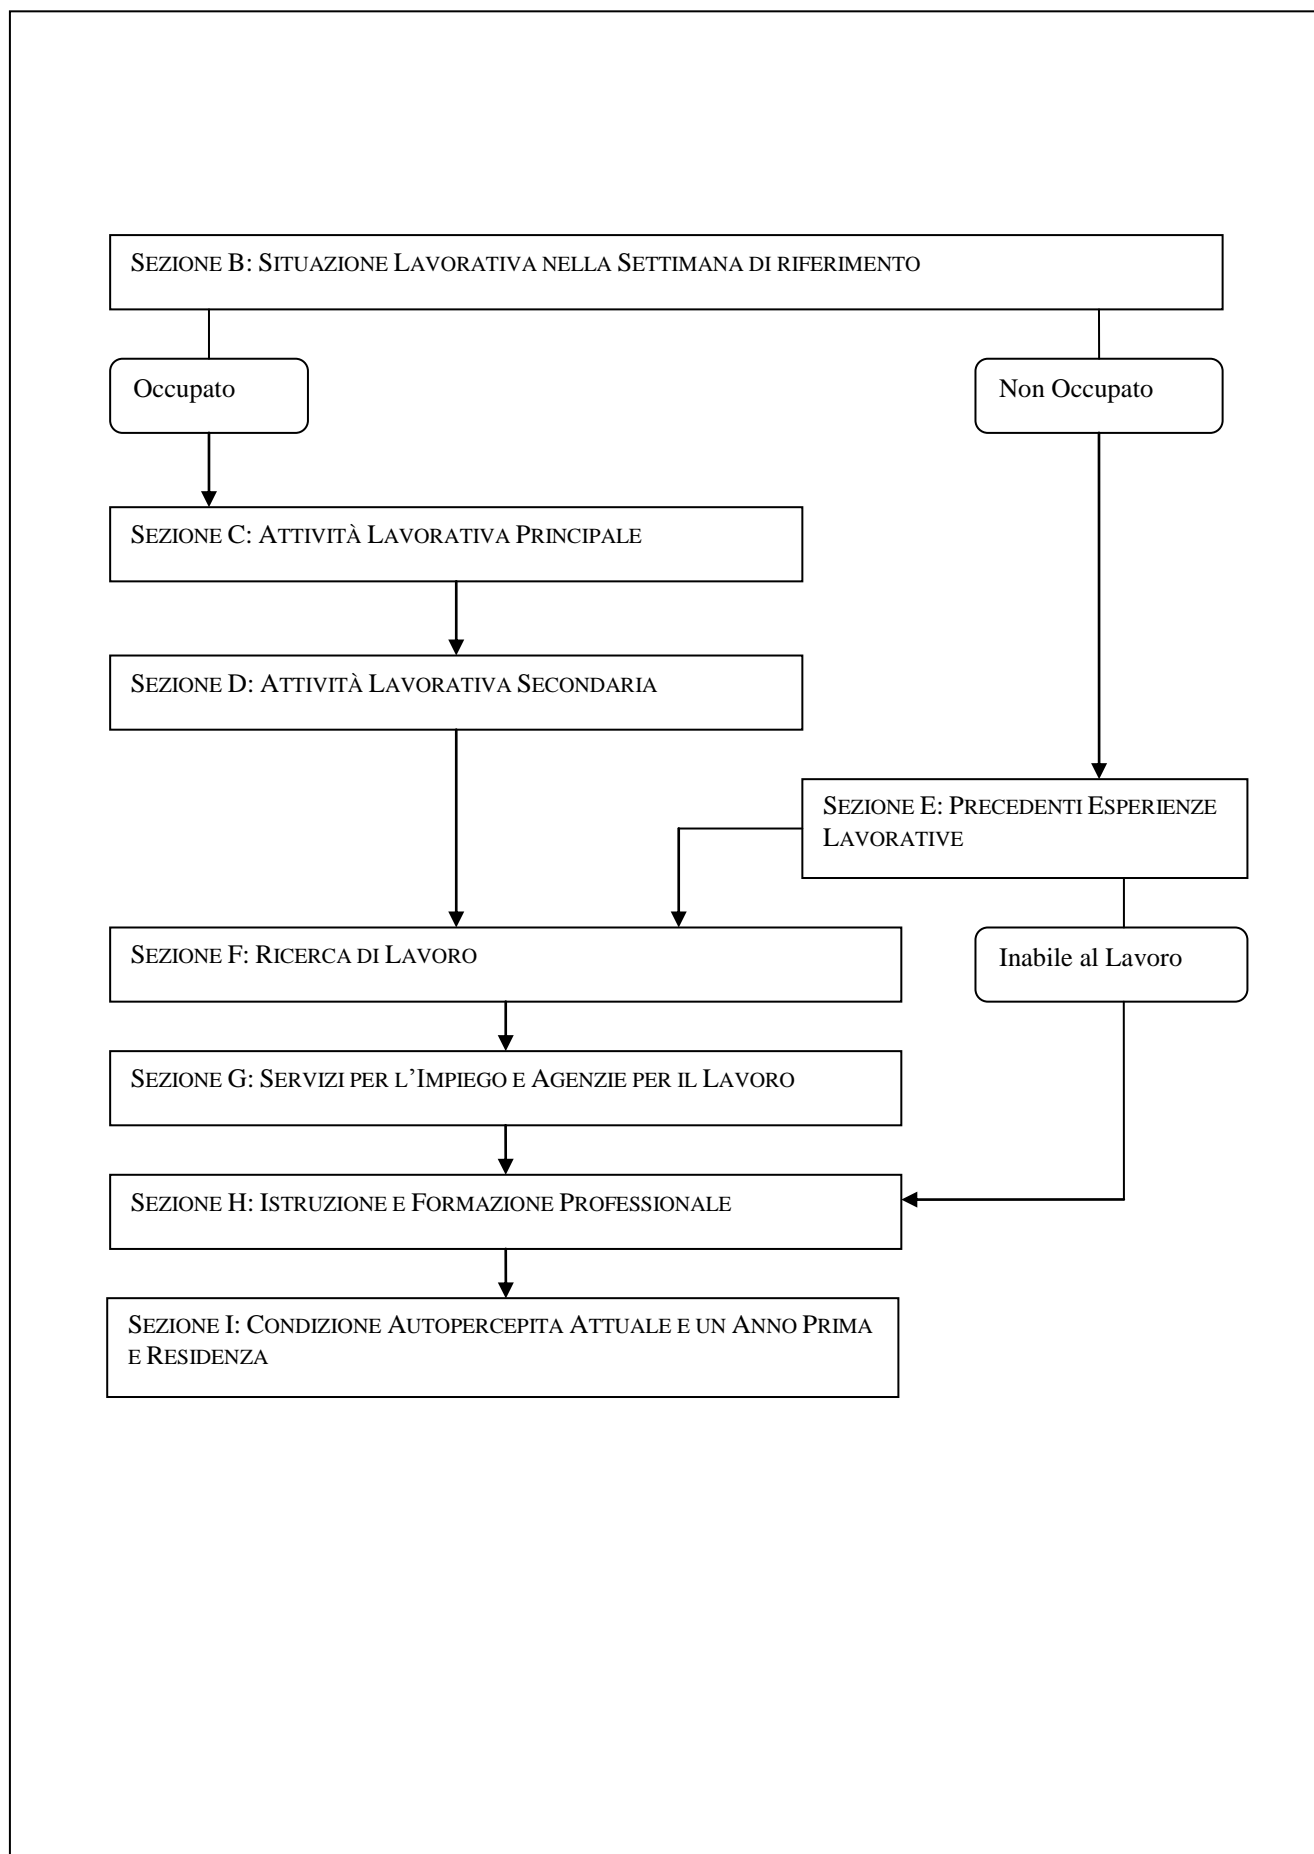 SEZIONE B: SITUAZIONE LAVORATIVA NELLA SETTIMANA DI RIFERIMENTO
Occupato
Non Occupato
SEZIONE C: ATTIVITÀ LAVORATIVA PRINCIPALE
SEZIONE D: ATTIVITÀ LAVORATIVA SECONDARIA
SEZIONE E: PRECEDENTI ESPERIENZE
LAVORATIVE
SEZIONE F: RICERCA DI LAVORO
Inabile al Lavoro
SEZIONE G: SERVIZI PER L’IMPIEGO E AGENZIE PER IL LAVORO
SEZIONE H: ISTRUZIONE E FORMAZIONE PROFESSIONALE
SEZIONE I: CONDIZIONE AUTOPERCEPITA ATTUALE E UN ANNO PRIMA
E RESIDENZA